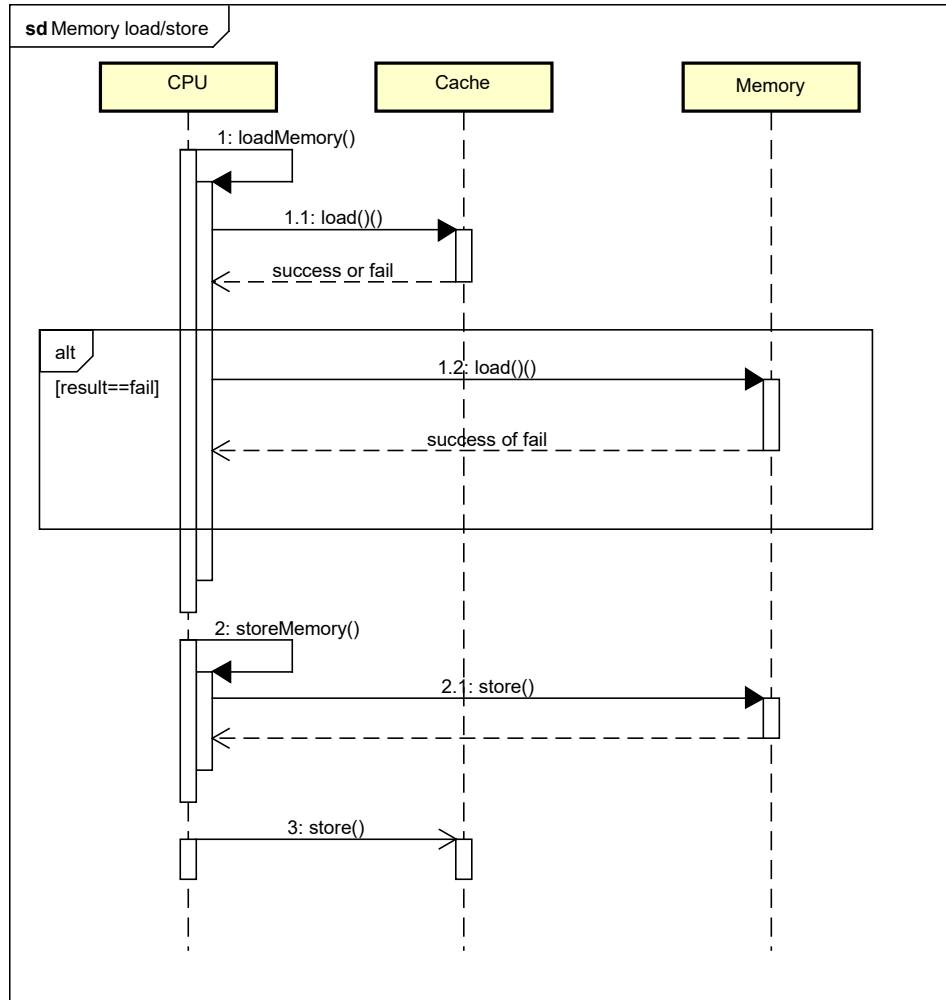 sd Memory load/store
CPU
Cache
Memory
1: loadMemory()
1.1: load()()
success or fail
alt
[result==fail]
1.2: load()()
success of fail
2: storeMemory()
2.1: store()
3: store()